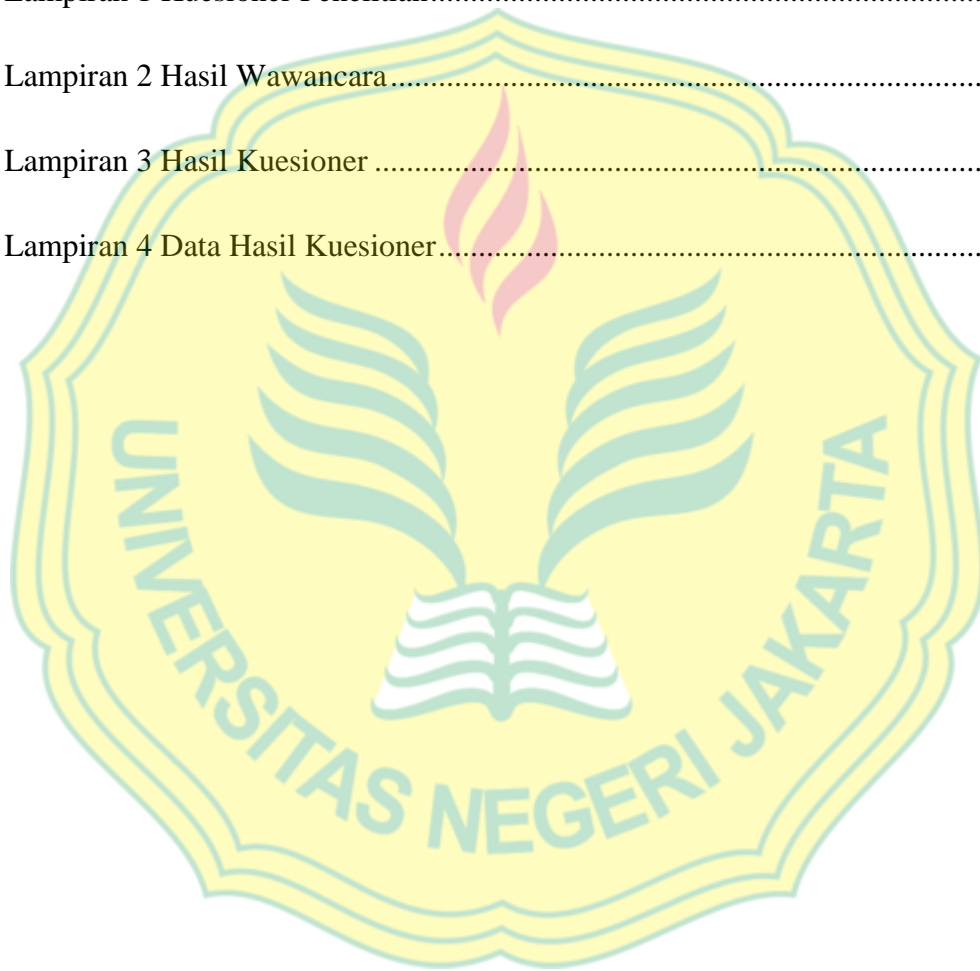 Lampiran 1 Kuesioner Penelitian........................................................................
Lampiran 2 Hasil Wawancara............................................................................
Lampiran 3 Hasil Kuesioner ..............................................................................
Lampiran 4 Data Hasil Kuesioner......................................................................
UNIVERSITAS NEGERI JAKARTA